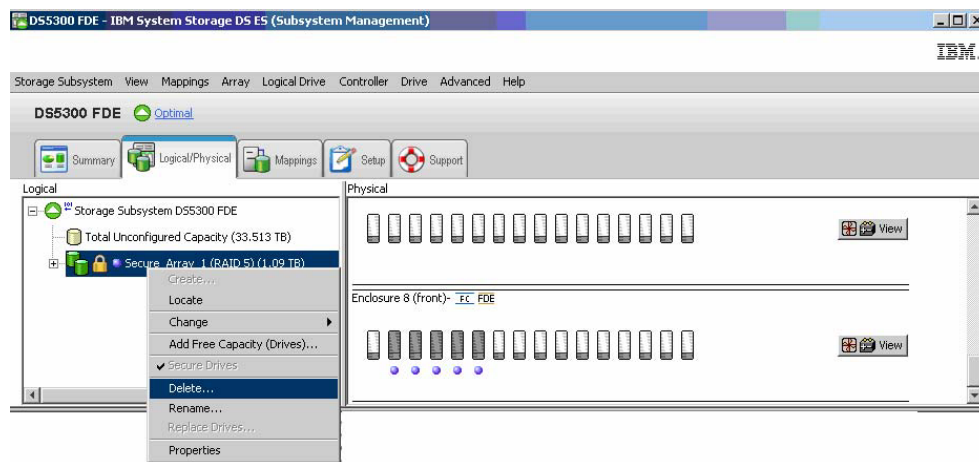 DS5300 FDE - IBM System Storage DS ES (Subsystem Management)
IBM
Storage Subsystem View Mappings Array Logical Drive Controller Drive Advanced Help
DS5300 FDE Optimal
Summary Logical/Physical Mappings Setup Support
Logical
Storage Subsystem DS5300 FDE
Total Unconfigured Capacity (33.513 TB)
Secure_Array_1 (RAID 5) (1.09 TB)
Create...
Locate
Change
Add Free Capacity (Drives)...
Secure Drives
Delete...
Rename...
Replace Drives...
Properties
Physical
View
Enclosure 8 (front)- FC FDE
View